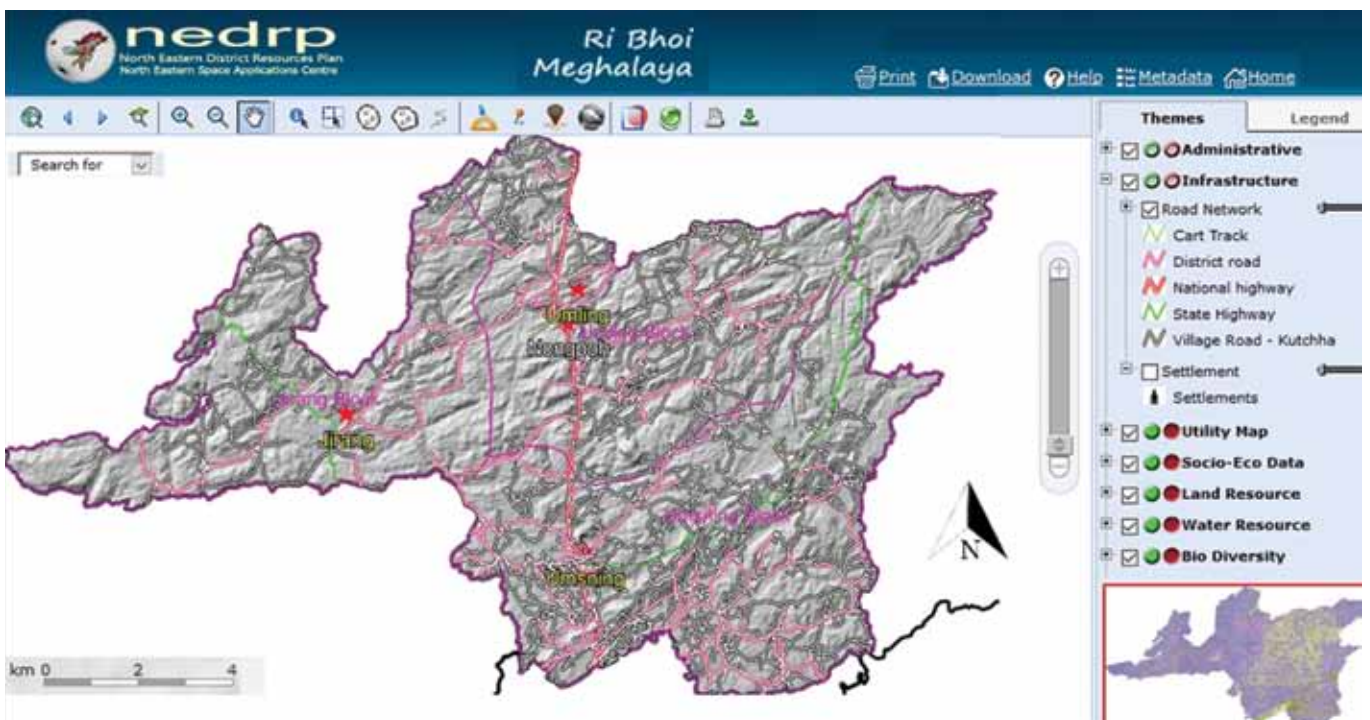 nedrp
North Eastern District Resources Plan
North Eastern Space Applications Centre
Ri Bhoi
Meghalaya
Print Download Help Metadata Home
Search for
Themes Legend
Administrative
Infrastructure
Road Network
Cart Track
District road
National highway
State Highway
Village Road - Kutchha
Settlement
Settlements
Utility Map
Socio-Eco Data
Land Resource
Water Resource
Bio Diversity
Umling
Nongpoh
Jirang Block
Jirang
Umsning
N
km 0 2 4